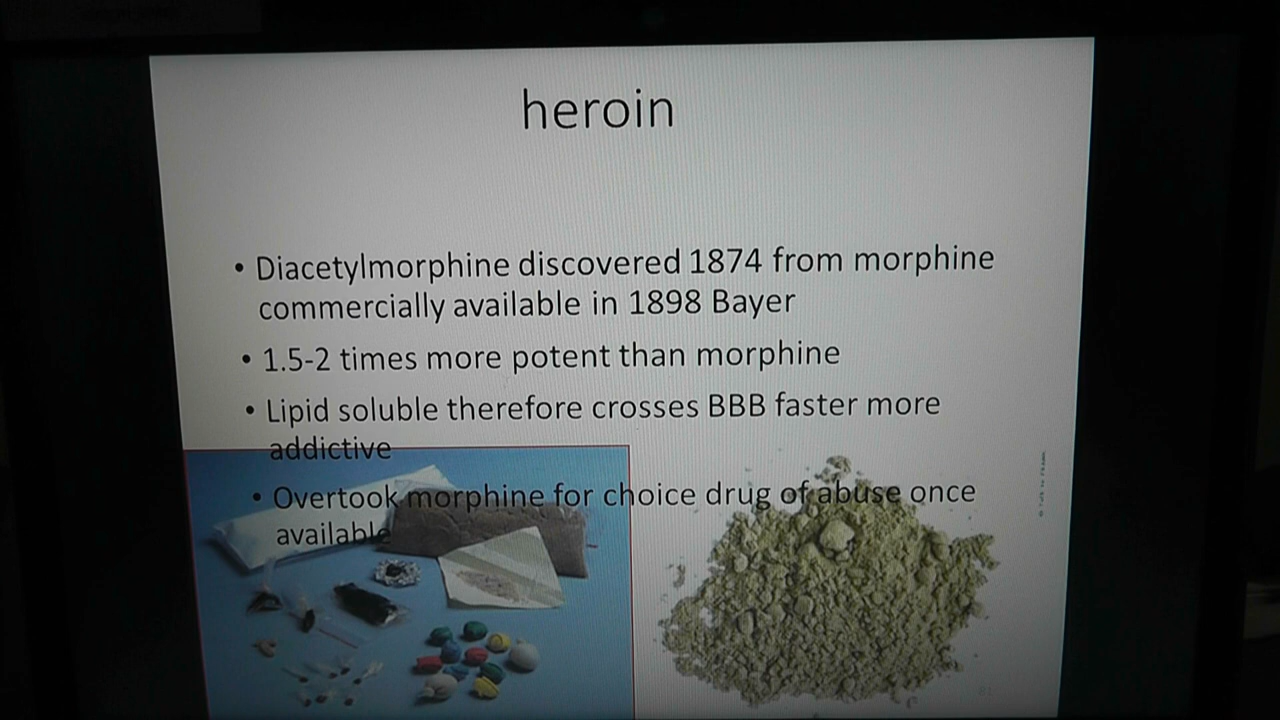 heroin
• Diacetylmorphine discovered 1874 from morphine
commercially available in 1898 Bayer
• 1.5-2 times more potent than morphine
• Lipid soluble therefore crosses BBB faster more
addictive
• Overtook morphine for choice drug of abuse once
available